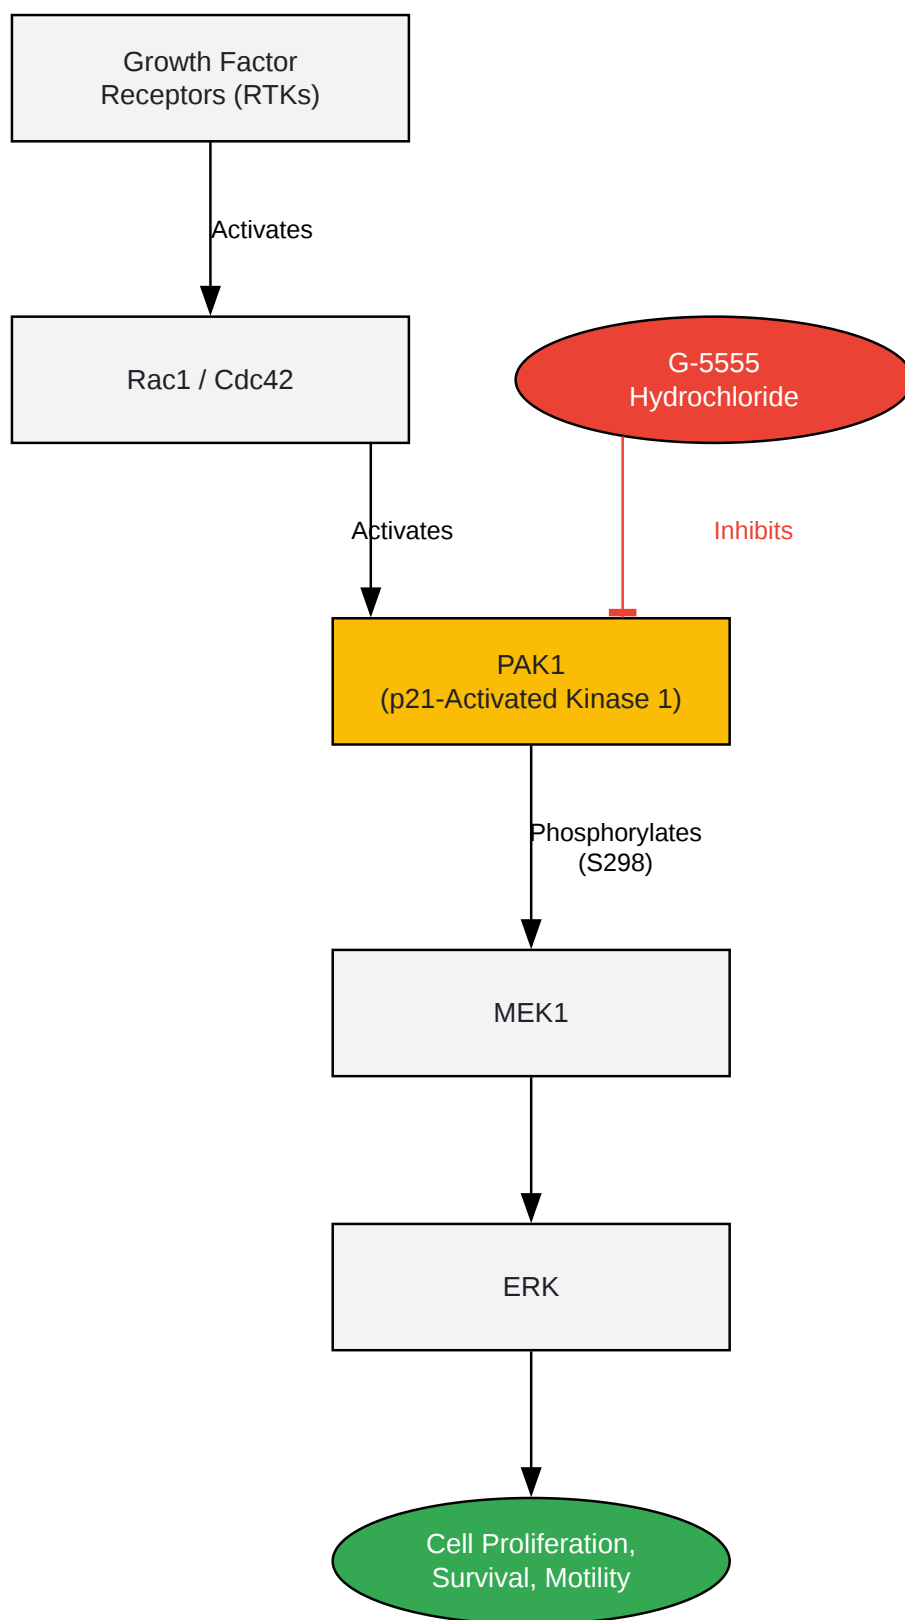 Growth Factor
Receptors (RTKs)
Activates
Rac1 / Cdc42
G-5555
Hydrochloride
Activates
Inhibits
PAK1
(p21-Activated Kinase 1)
Phosphorylates
(S298)
MEK1
ERK
Cell Proliferation,
Survival, Motility